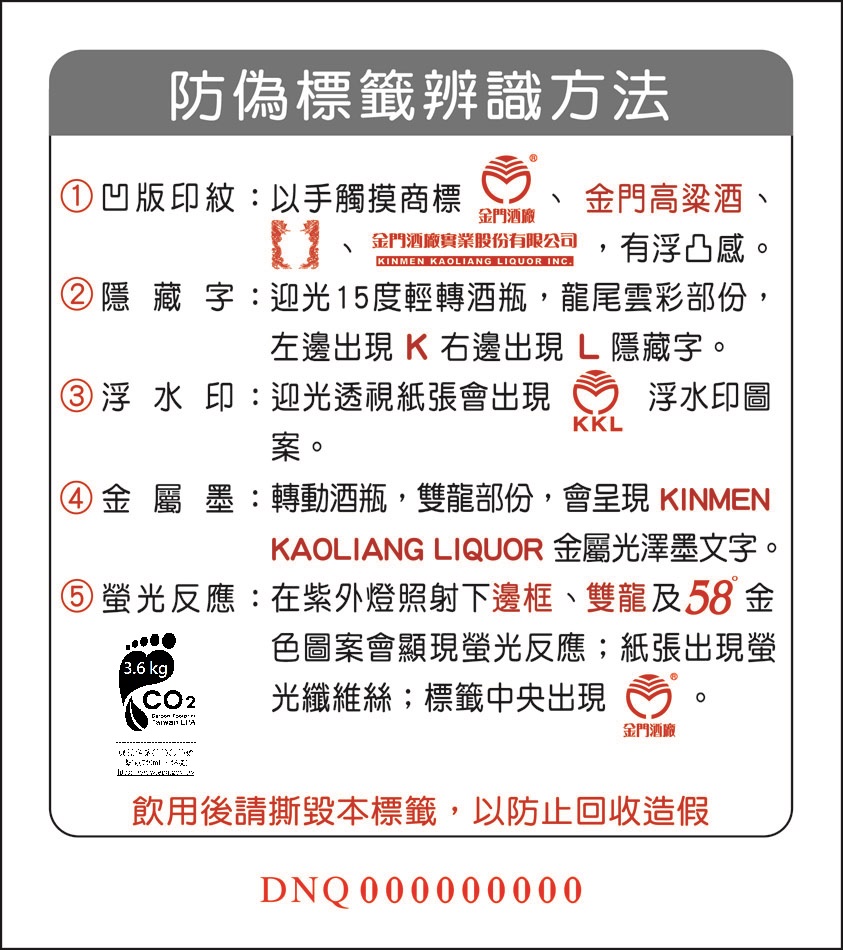 防偽標籤辨識方法
①凹版印紋：以手觸摸商標 金門酒廠® 、金門高粱酒、
、金門酒廠實業股份有限公司，有浮凸感。
KINMEN KAOLIANG LIQUOR INC.
②隱藏字：迎光15度輕轉酒瓶，龍尾雲彩部份，
左邊出現 K 右邊出現 L 隱藏字。
③浮水印：迎光透視紙張會出現 KKL 浮水印圖
案。
④金屬墨：轉動酒瓶，雙龍部份，會呈現 KINMEN
KAOLIANG LIQUOR 金屬光澤墨文字。
⑤螢光反應：在紫外燈照射下邊框、雙龍及58°金
色圖案會顯現螢光反應；紙張出現螢
光纖維絲；標籤中央出現 金門酒廠® 。
3.6 kg
CO2
Carbon Footprint
Taiwan EPA
飲用後請撕毀本標籤，以防止回收造假
DNQ 000000000